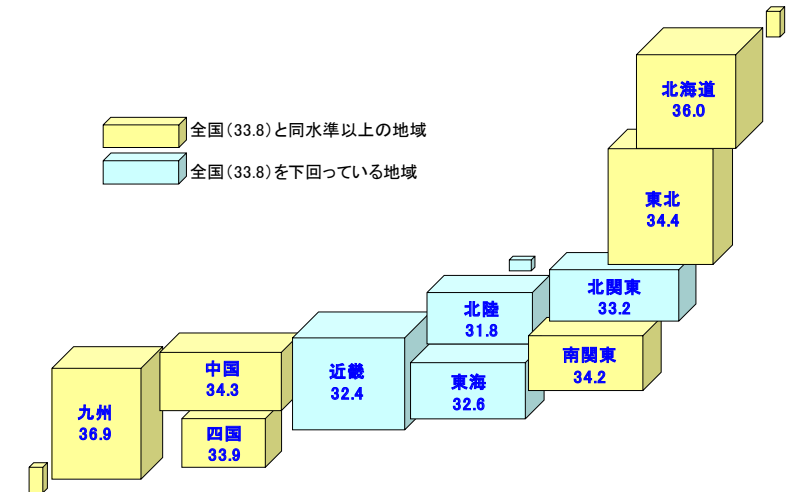 北海道
36.0
全国（33.8）と同水準以上の地域
全国（33.8）を下回っている地域
東北
34.4
北関東
33.2
北陸
31.8
南関東
34.2
中国
34.3
近畿
32.4
東海
32.6
九州
36.9
四国
33.9